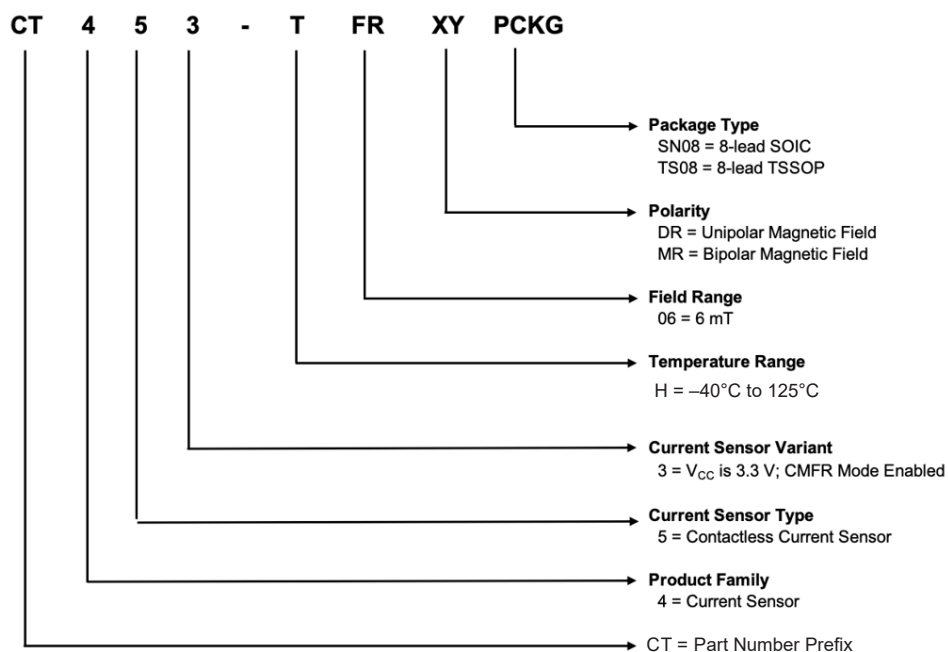 CT 4 5 3 - T FR XY PCKG
Package Type
SN08 = 8-lead SOIC
TS08 = 8-lead TSSOP
Polarity
DR = Unipolar Magnetic Field
MR = Bipolar Magnetic Field
Field Range
06 = 6 mT
Temperature Range
H = –40°C to 125°C
Current Sensor Variant
3 = VCC is 3.3 V; CMFR Mode Enabled
Current Sensor Type
5 = Contactless Current Sensor
Product Family
4 = Current Sensor
CT = Part Number Prefix